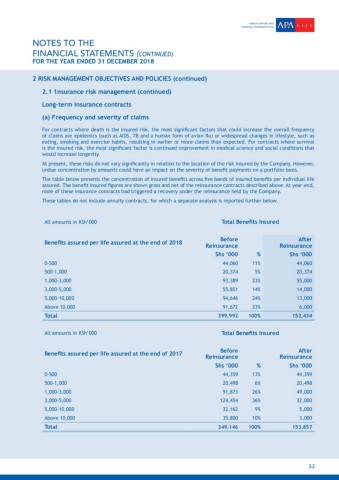 ANNUAL REPORT AND
FINANCIAL STATEMENTS 2018
APA LIFE
NOTES TO THE
FINANCIAL STATEMENTS (CONTINUED)
FOR THE YEAR ENDED 31 DECEMBER 2018
2 RISK MANAGEMENT OBJECTIVES AND POLICIES (continued)
2.1 Insurance risk management (continued)
Long-term insurance contracts
(a) Frequency and severity of claims
For contracts where death is the insured risk, the most significant factors that could increase the overall frequency
of claims are epidemics (such as AIDS, TB and a human form of avian flu) or widespread changes in lifestyle, such as
eating, smoking and exercise habits, resulting in earlier or more claims than expected. For contracts where survival
is the insured risk, the most significant factor is continued improvement in medical science and social conditions that
would increase longevity.
At present, these risks do not vary significantly in relation to the location of the risk insured by the Company. However,
undue concentration by amounts could have an impact on the severity of benefit payments on a portfolio basis.
The table below presents the concentration of insured benefits across five bands of insured benefits per individual life
assured. The benefit insured figures are shown gross and net of the reinsurance contracts described above. At year-end,
none of these insurance contracts had triggered a recovery under the reinsurance held by the Company.
These tables do not include annuity contracts, for which a separate analysis is reported further below.
All amounts in KSh'000 Total Benefits Insured
Benefits assured per life assured at the end of 2018 Before Reinsurance After Reinsurance
Shs '000 % Shs '000
0-500 44,060 11% 44,060
500-1,000 20,374 5% 20,374
1,000-3,000 93,389 23% 55,000
3,000-5,000 55,851 14% 14,000
5,000-10,000 94,646 24% 13,000
Above 10,000 91,672 23% 6,000
Total 399,992 100% 152,434
All amounts in KSh'000 Total Benefits Insured
Benefits assured per life assured at the end of 2017 Before Reinsurance After Reinsurance
Shs '000 % Shs '000
0-500 44,359 13% 44,359
500-1,000 20,498 6% 20,498
1,000-3,000 91,873 26% 49,000
3,000-5,000 124,454 36% 32,000
5,000-10,000 32,162 9% 5,000
Above 10,000 35,800 10% 3,000
Total 349,146 100% 153,857
53